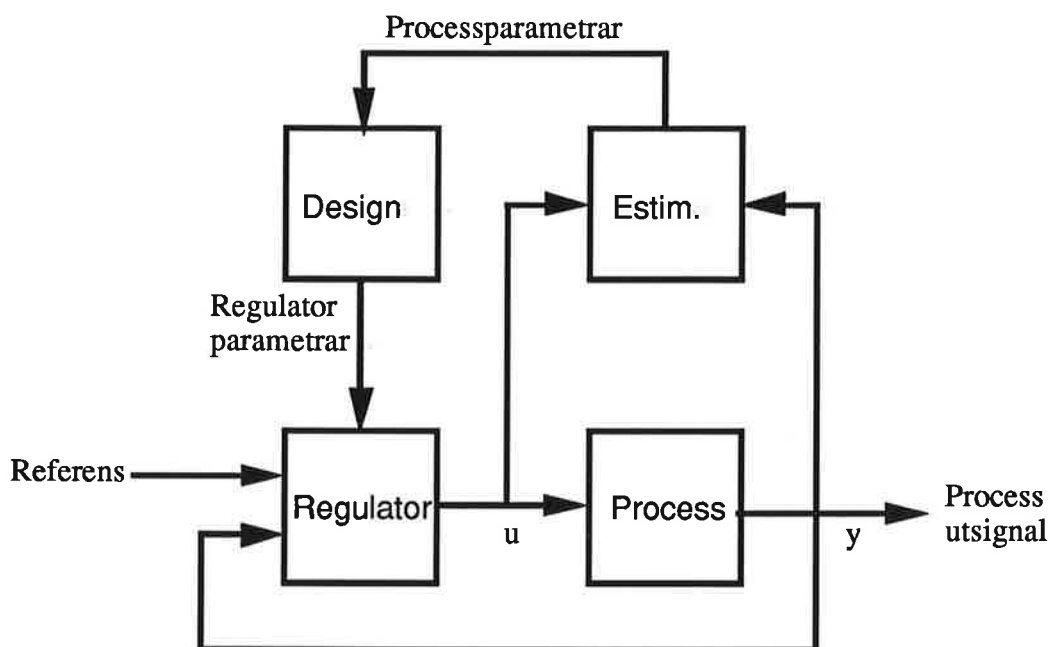 Processparametrar
Design
Estim.
Regulator
parametrar
Referens
Regulator
Process
u
y
Process
utsignal